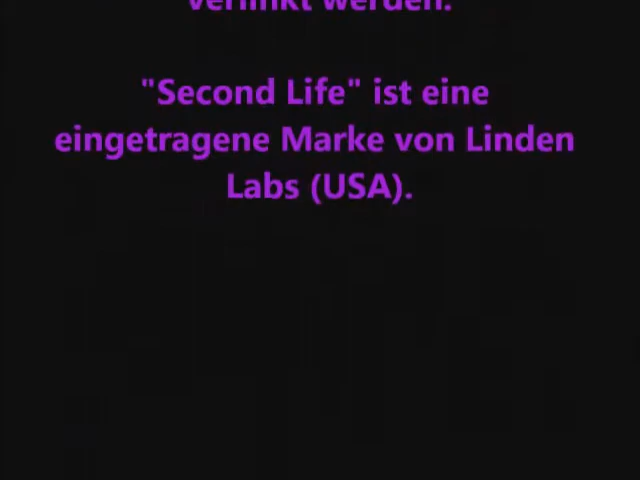 verlinkt werden.
"Second Life" ist eine
eingetragene Marke von Linden
Labs (USA).